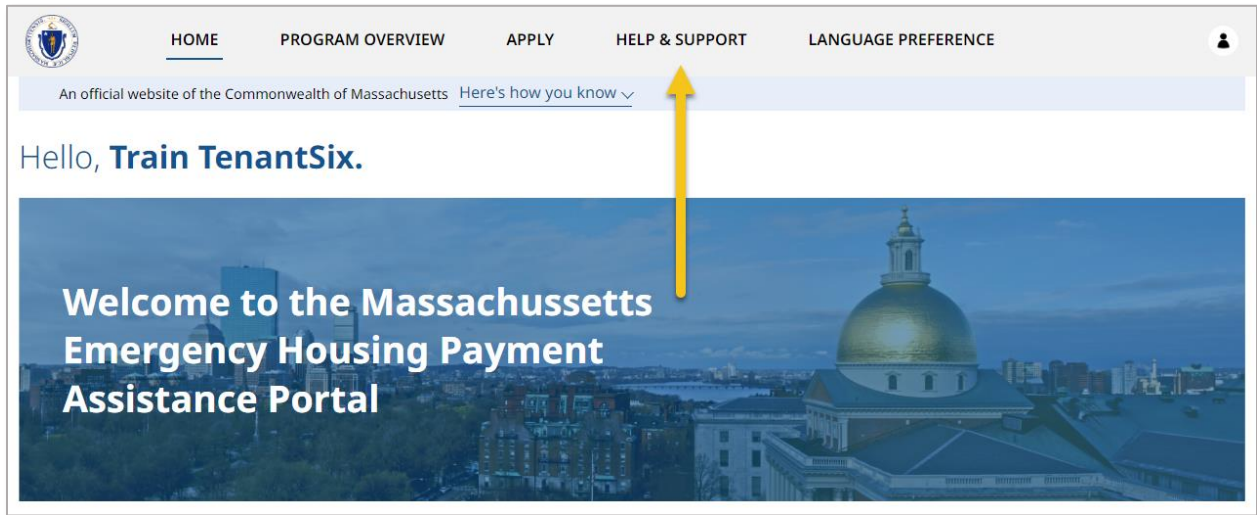 HOME PROGRAM OVERVIEW APPLY HELP & SUPPORT LANGUAGE PREFERENCE
An official website of the Commonwealth of Massachusetts Here's how you know
Hello, Train TenantSix.
Welcome to the Massachussetts
Emergency Housing Payment
Assistance Portal